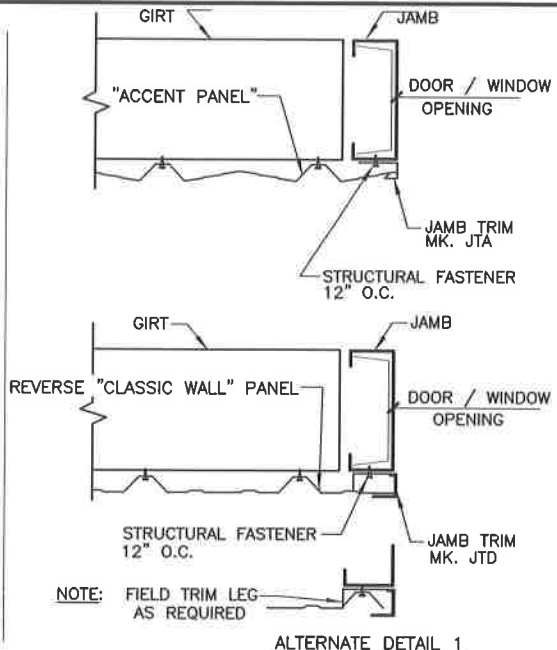 GIRT
JAMB
"ACCENT PANEL"
DOOR / WINDOW
OPENING
JAMB TRIM
MK. JTA
STRUCTURAL FASTENER
12" O.C.
GIRT
JAMB
REVERSE "CLASSIC WALL" PANEL
DOOR / WINDOW
OPENING
STRUCTURAL FASTENER
12" O.C.
JAMB TRIM
MK. JTD
NOTE: FIELD TRIM LEG
AS REQUIRED
ALTERNATE DETAIL 1